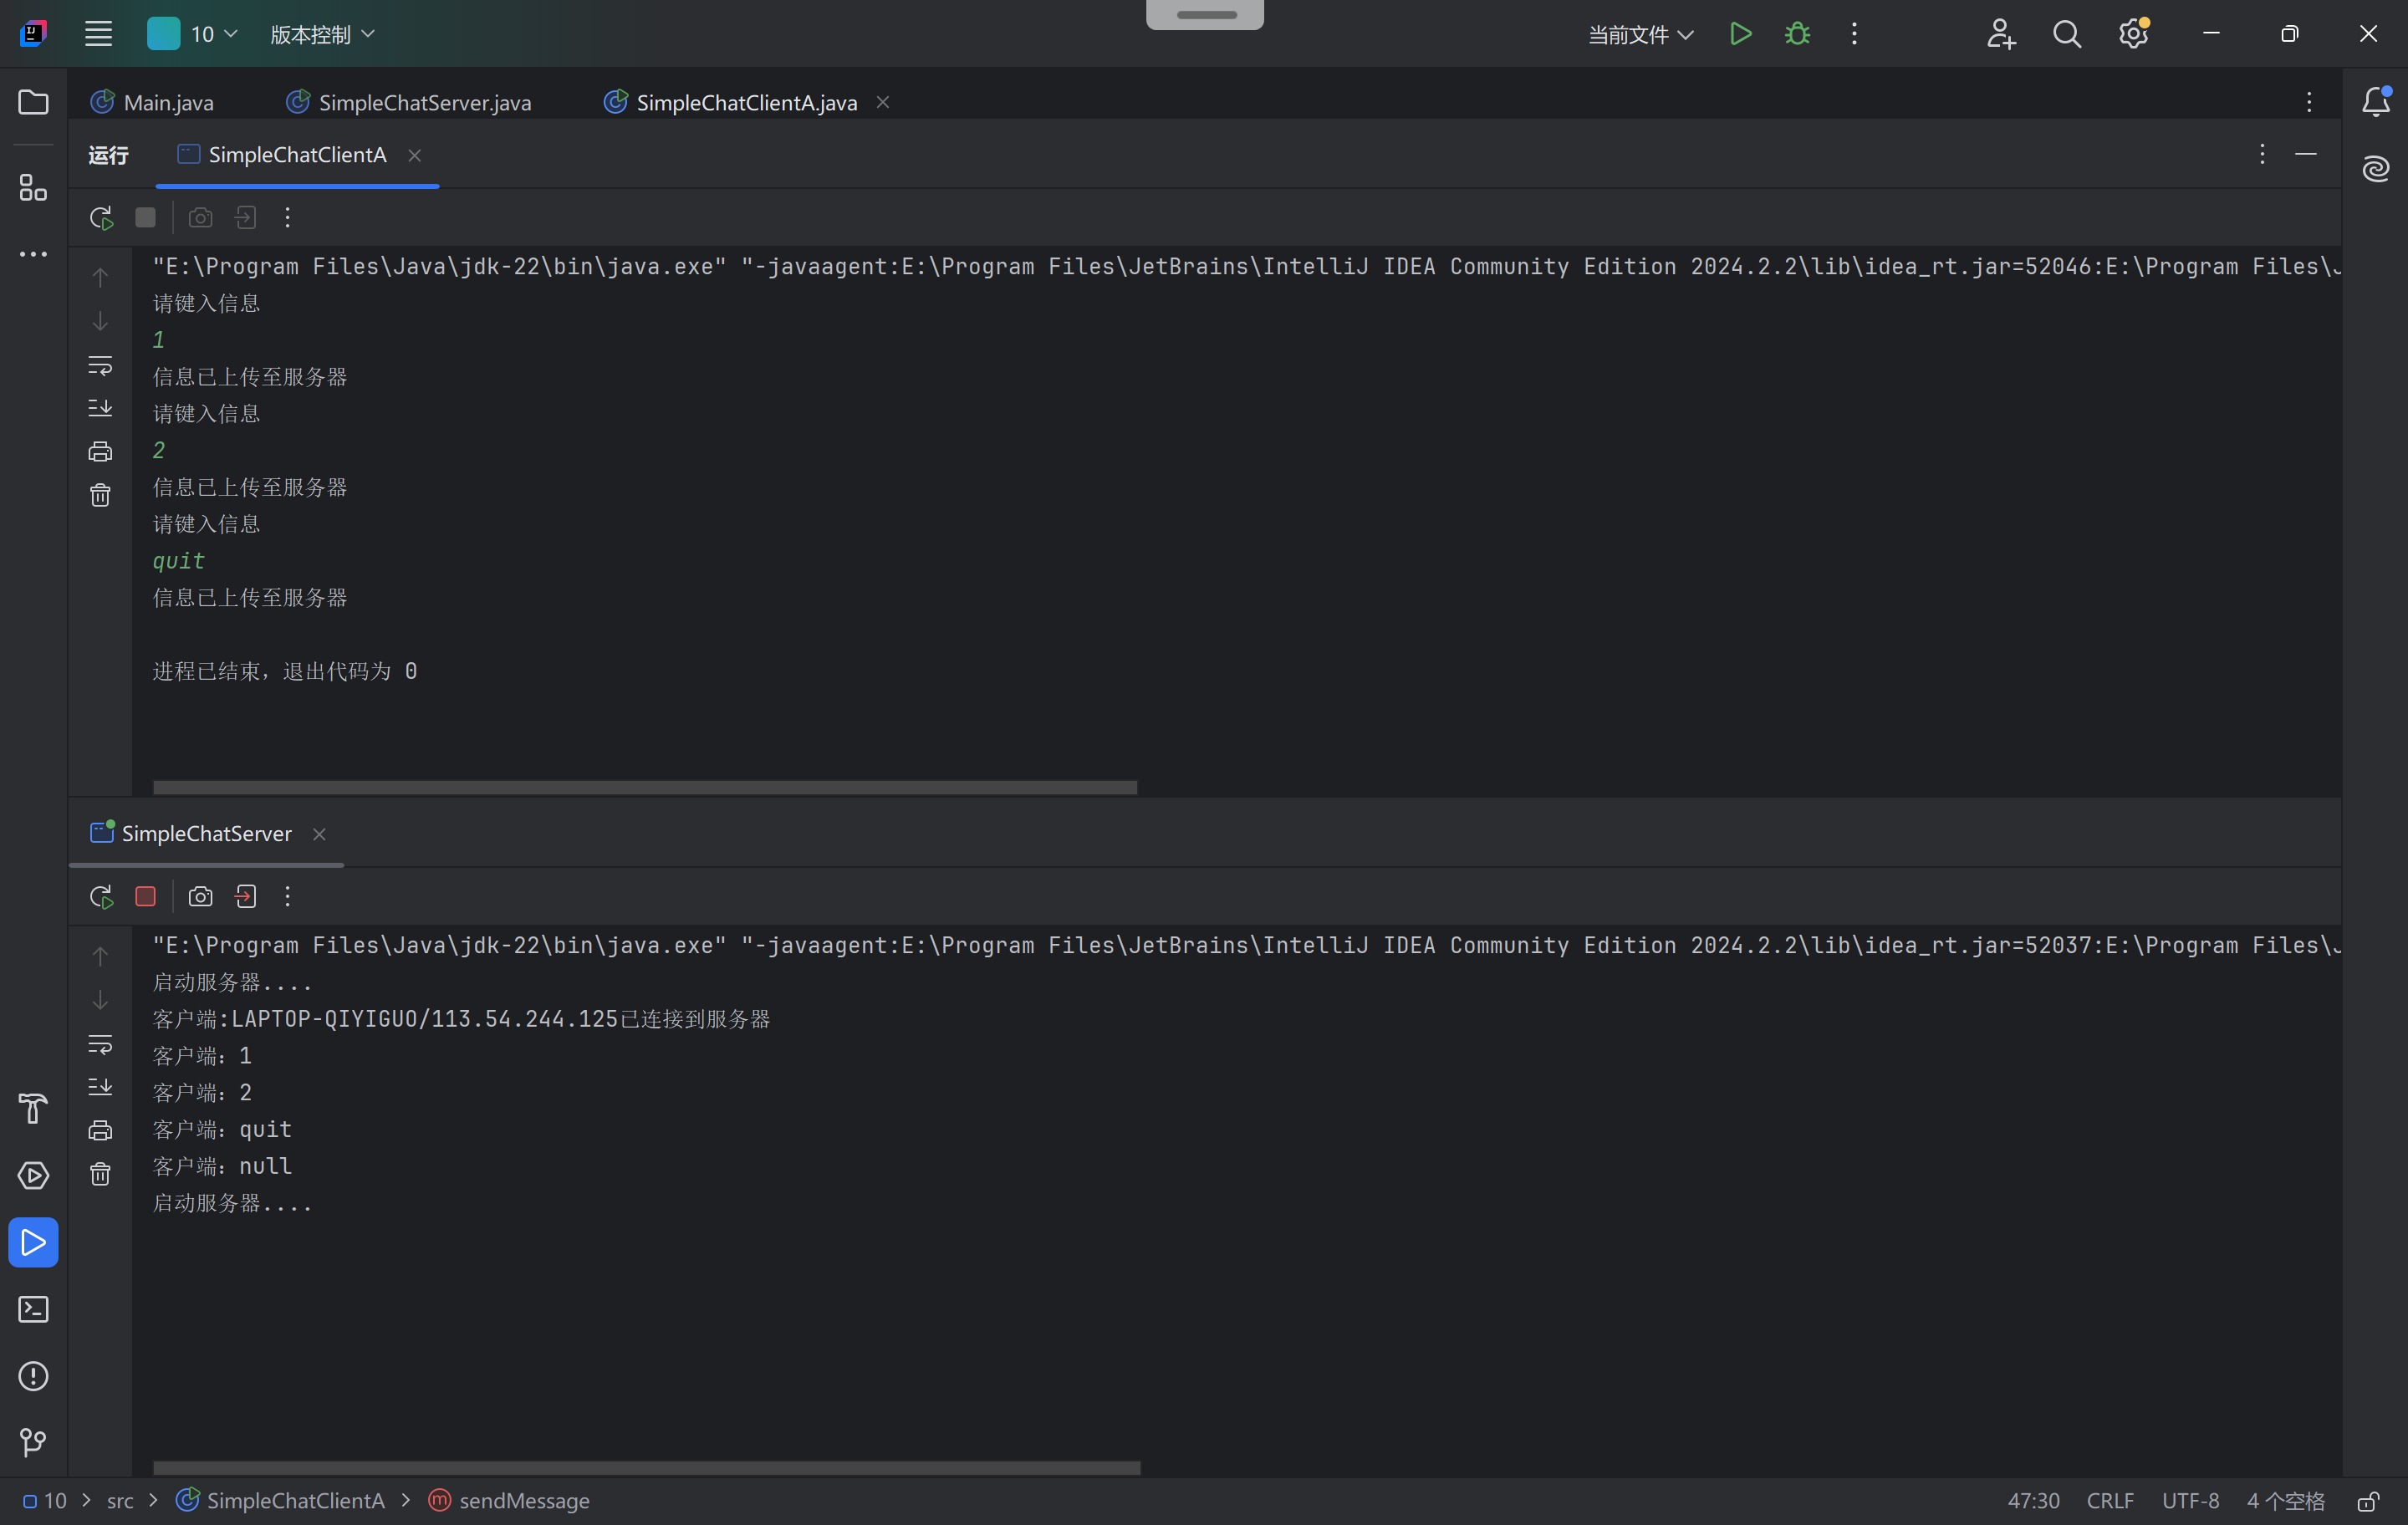 10 版本控制 当前文件
Main.java SimpleChatServer.java SimpleChatClientA.java
运行 SimpleChatClientA
"E:\Program Files\Java\jdk-22\bin\java.exe" "-javaagent:E:\Program Files\JetBrains\IntelliJ IDEA Community Edition 2024.2.2\lib\idea_rt.jar=52046:E:\Program Files\J
请键入信息
1
信息已上传至服务器
请键入信息
2
信息已上传至服务器
请键入信息
quit
信息已上传至服务器
进程已结束，退出代码为 0
SimpleChatServer
"E:\Program Files\Java\jdk-22\bin\java.exe" "-javaagent:E:\Program Files\JetBrains\IntelliJ IDEA Community Edition 2024.2.2\lib\idea_rt.jar=52037:E:\Program Files\J
启动服务器....
客户端:LAPTOP-QIYIGUO/113.54.244.125已连接到服务器
客户端：1
客户端：2
客户端：quit
客户端：null
启动服务器....
10 > src > SimpleChatClientA > sendMessage 47:30 CRLF UTF-8 4 个空格